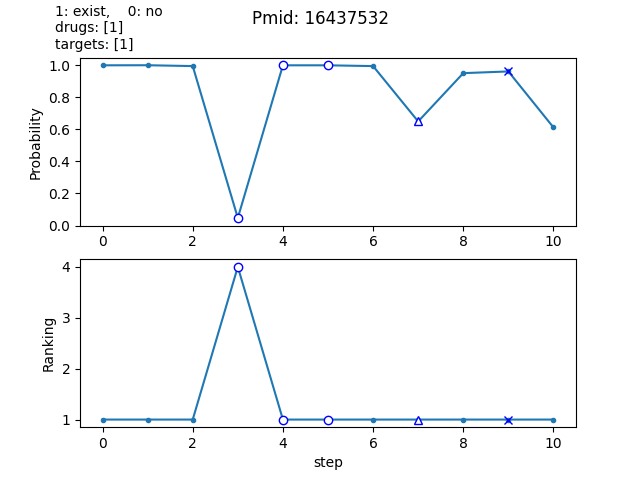 1: exist,    0: no
drugs: [1]
targets: [1]
Pmid: 16437532
1.0
0.8
0.6
0.4
0.2
0.0
Probability
0 2 4 6 8 10
4
3
2
1
Ranking
0 2 4 6 8 10
step